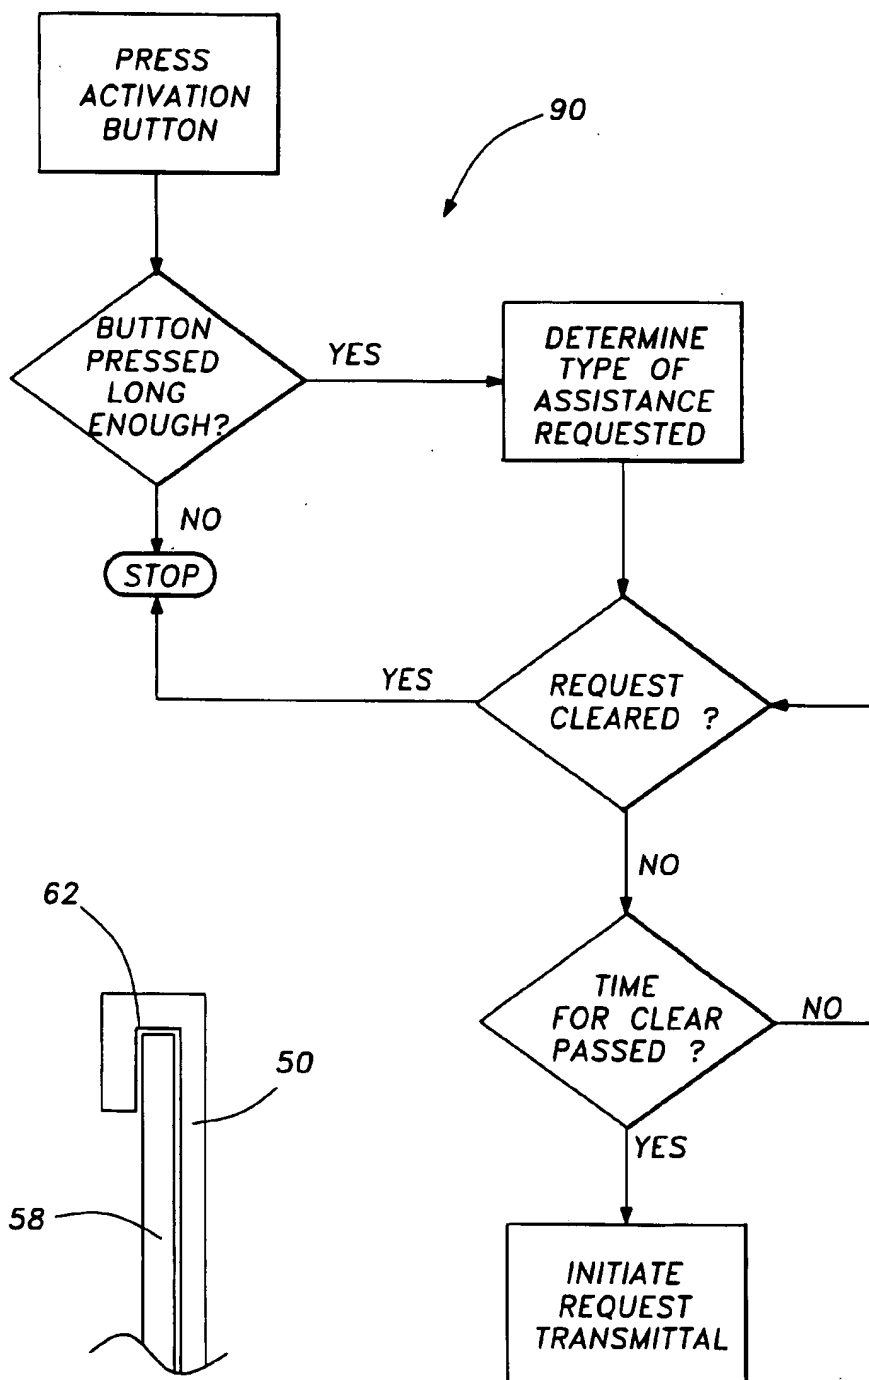 PRESS
ACTIVATION
BUTTON
90
BUTTON
PRESSED
LONG
ENOUGH?
YES
DETERMINE
TYPE OF
ASSISTANCE
REQUESTED
NO
STOP
YES
REQUEST
CLEARED ?
NO
62
TIME
FOR CLEAR
PASSED ?
NO
50
YES
58
INITIATE
REQUEST
TRANSMITTAL